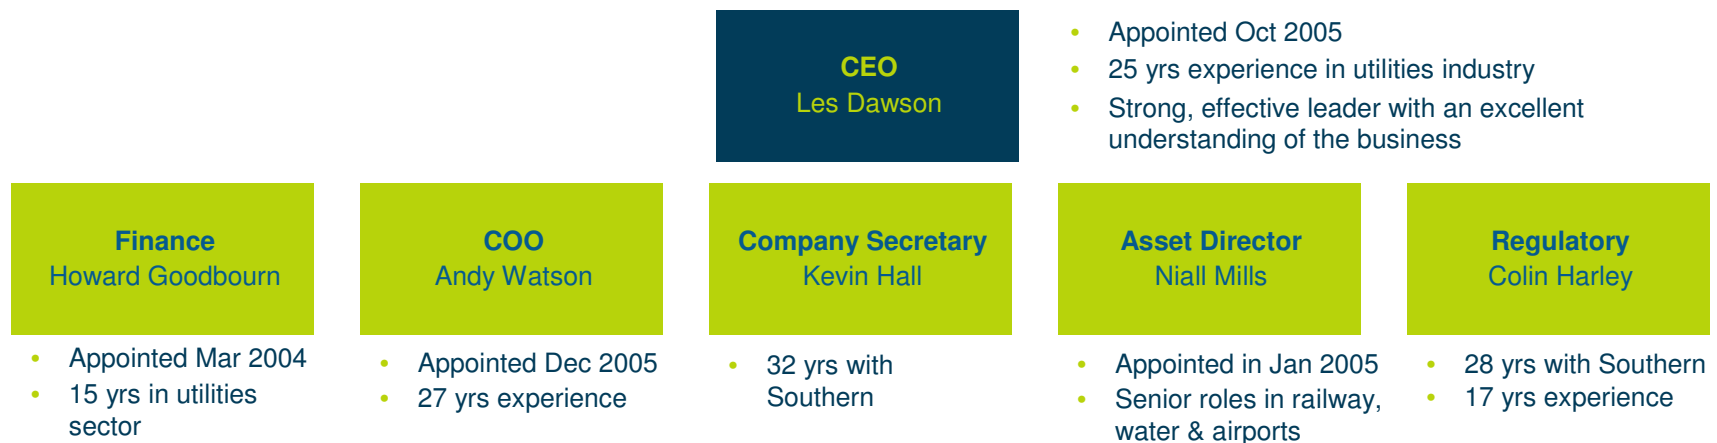 CEO
Les Dawson
• Appointed Oct 2005
• 25 yrs experience in utilities industry
• Strong, effective leader with an excellent
understanding of the business
Finance
Howard Goodbourn
• Appointed Mar 2004
• 15 yrs in utilities
sector
COO
Andy Watson
• Appointed Dec 2005
• 27 yrs experience
Company Secretary
Kevin Hall
• 32 yrs with
Southern
Asset Director
Niall Mills
• Appointed in Jan 2005
• Senior roles in railway,
water & airports
Regulatory
Colin Harley
• 28 yrs with Southern
• 17 yrs experience